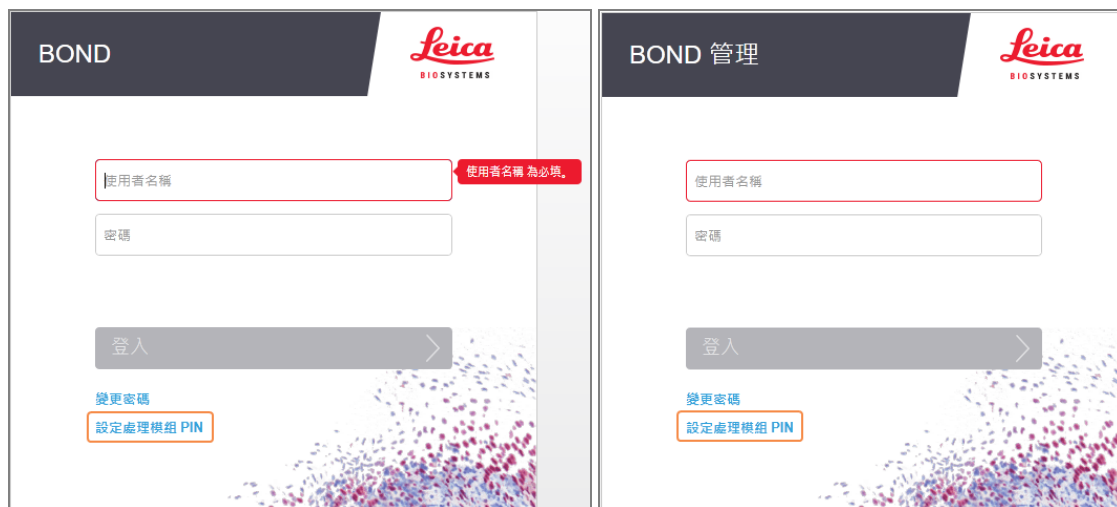 BOND
Leica
BIOSYSTEMS
使用者名稱
使用者名稱 為必填。
密碼
登入
變更密碼
設定處理模組 PIN
BOND 管理
Leica
BIOSYSTEMS
使用者名稱
密碼
登入
變更密碼
設定處理模組 PIN